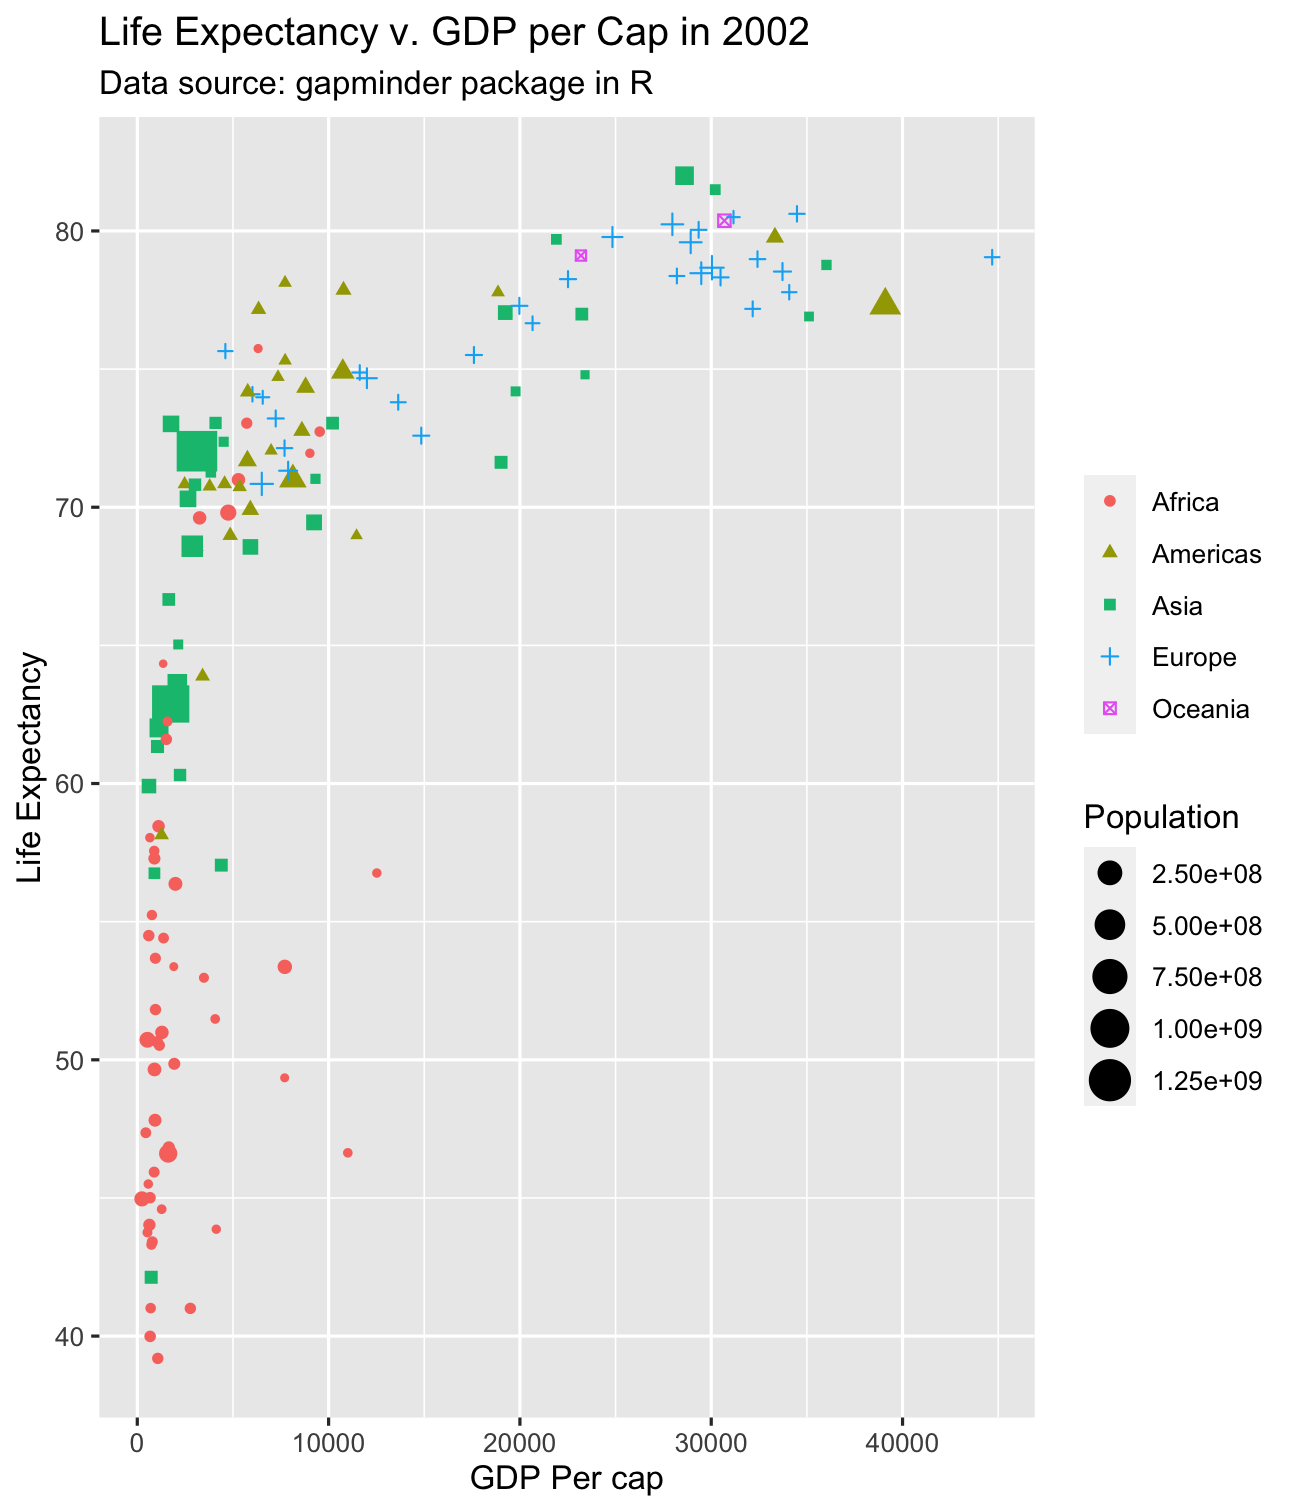 Life Expectancy v. GDP per Cap in 2002
Data source: gapminder package in R
Life Expectancy
80
70
60
50
40
0 10000 20000 30000 40000
GDP Per cap
Africa
Americas
Asia
Europe
Oceania
Population
2.50e+08
5.00e+08
7.50e+08
1.00e+09
1.25e+09